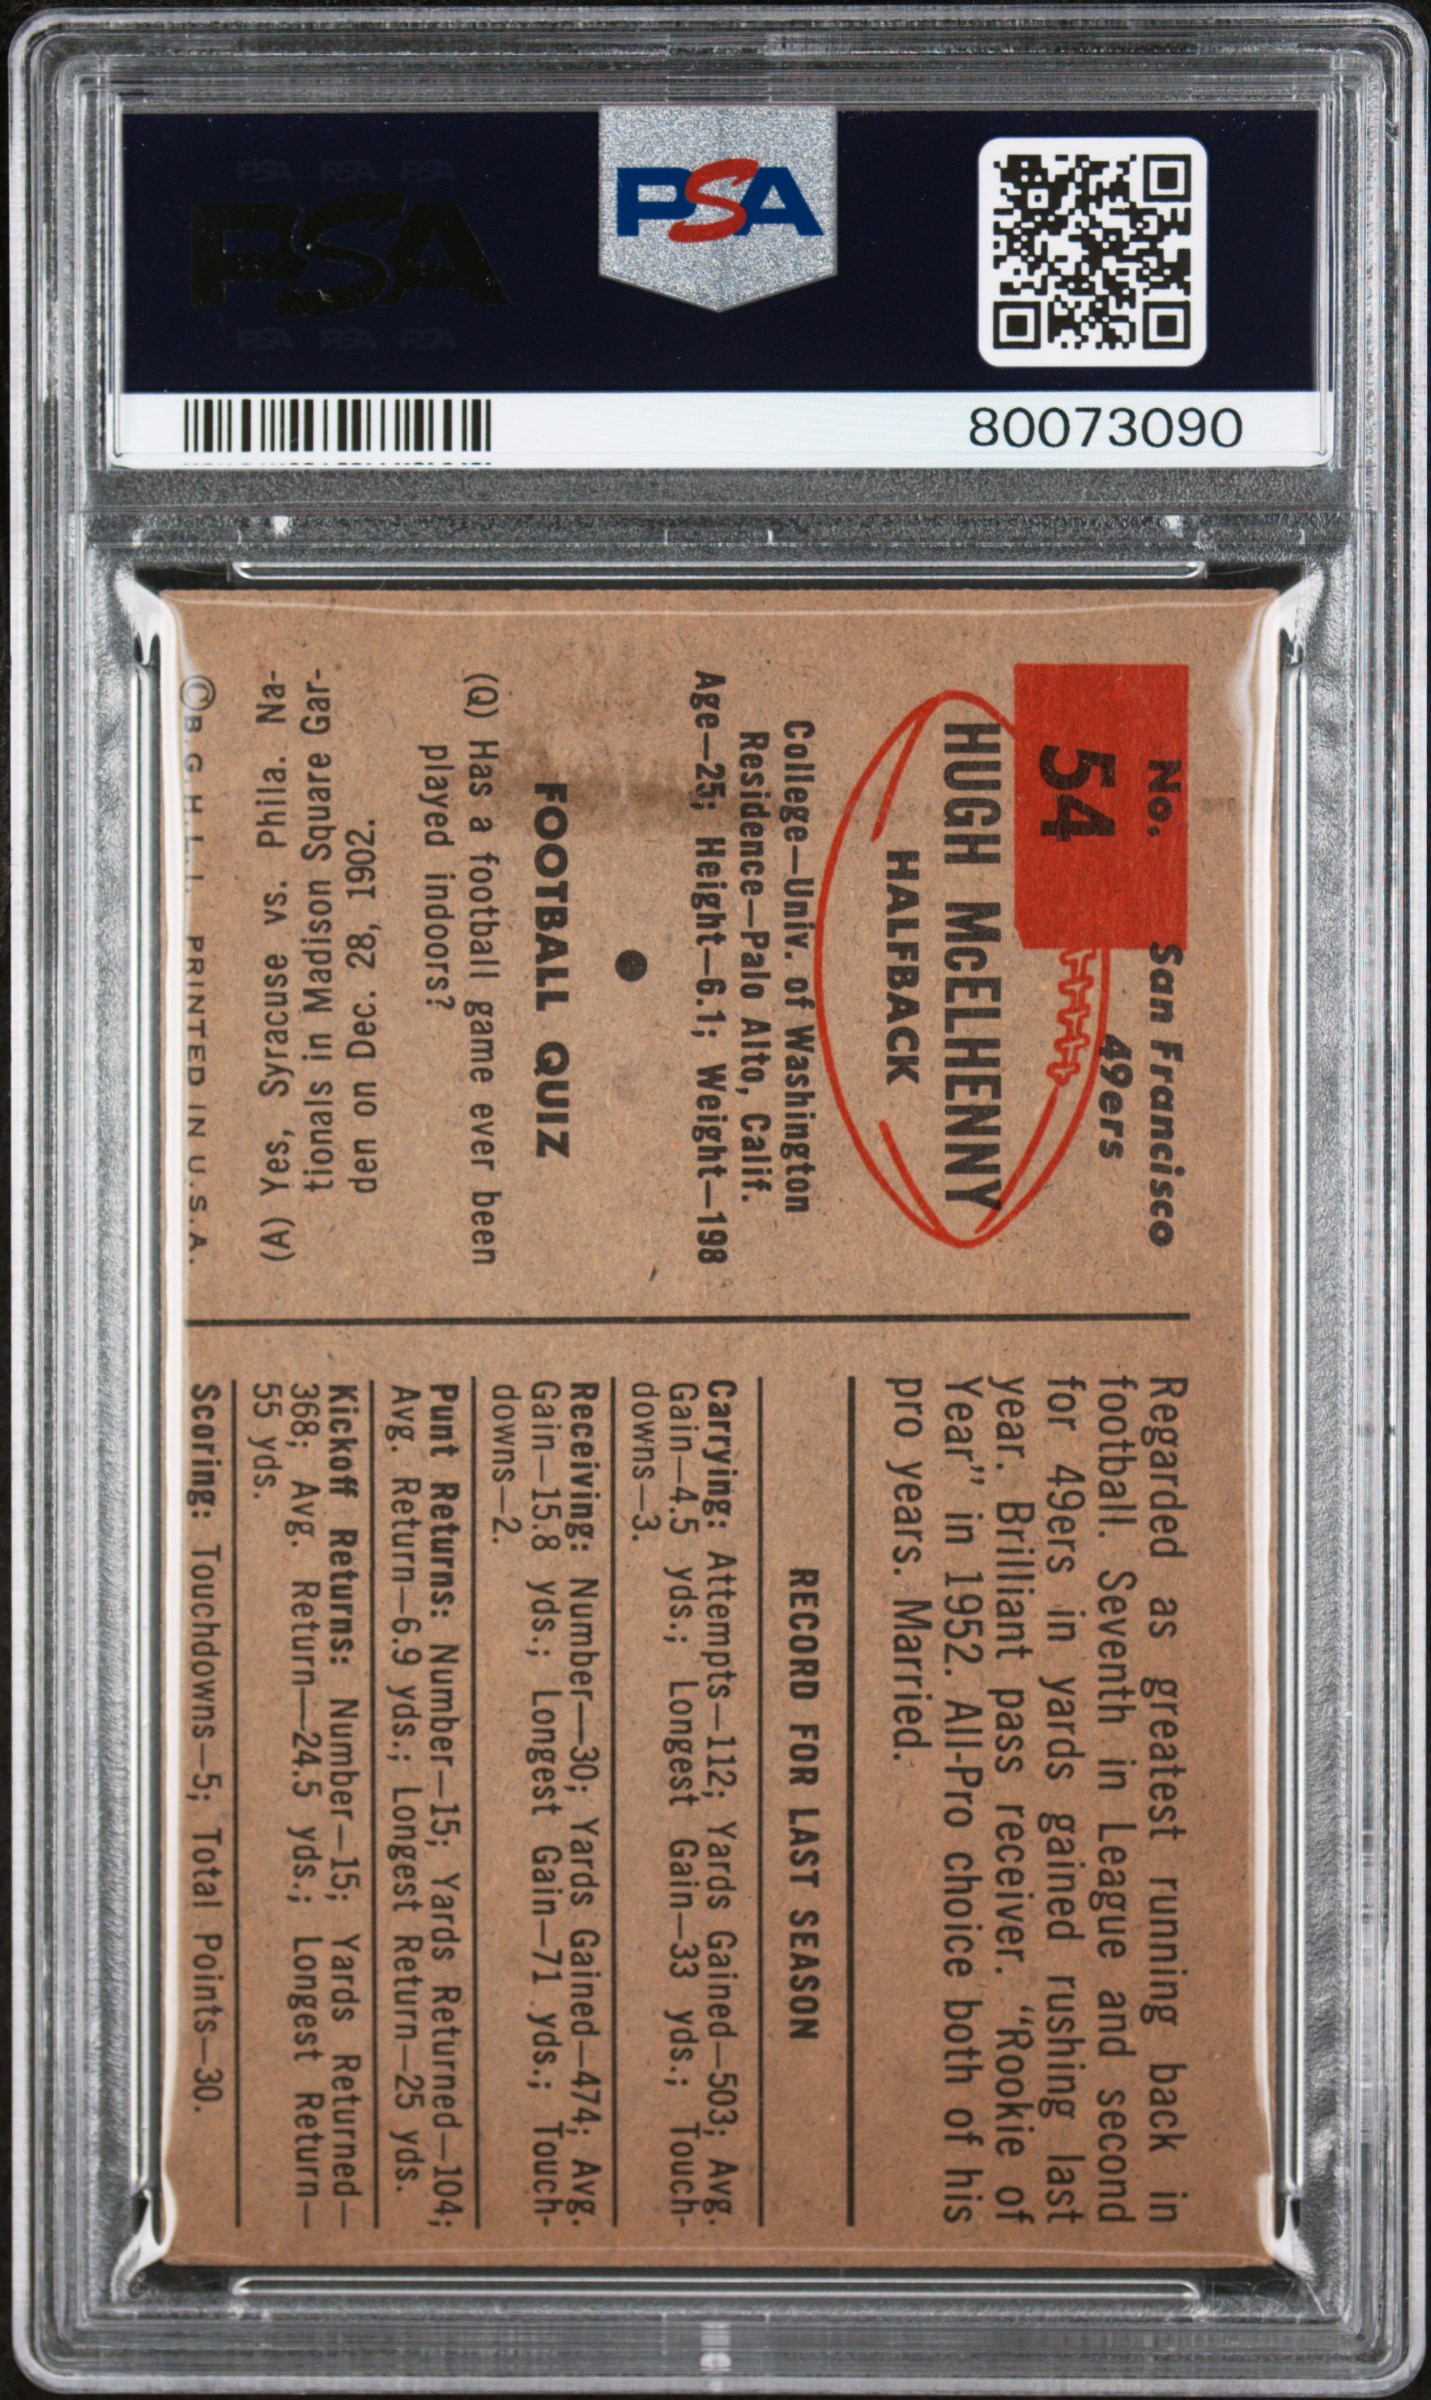 PSA PSA PSA
PSA
PSA PSA PSA
PSA
80073090
No.
54
San Francisco
49ers
HUGH McELHENNY
HALFBACK
College—Univ. of Washington
Residence—Palo Alto, Calif.
Age—25; Height—6.1; Weight—198
FOOTBALL QUIZ
(Q) Has a football game ever been
played indoors?
(A) Yes, Syracuse vs. Phila. Na-
tionals in Madison Square Gar-
den on Dec. 28, 1902.
©B. G. H. L. I. PRINTED IN U. S. A.
Regarded as greatest running back in
football. Seventh in League and second
for 49ers in yards gained rushing last
year. Brilliant pass receiver. "Rookie of
Year" in 1952. All-Pro choice both of his
pro years. Married.
RECORD FOR LAST SEASON
Carrying: Attempts—112; Yards Gained—503; Avg.
Gain—4.5 yds.; Longest Gain—33 yds.; Touch-
downs—3.
Receiving: Number—30; Yards Gained—474; Avg.
Gain—15.8 yds.; Longest Gain—71 yds.; Touch-
downs—2.
Punt Returns: Number—15; Yards Returned—104;
Avg. Return—6.9 yds.; Longest Return—25 yds.
Kickoff Returns: Number—15; Yards Returned—
368; Avg. Return—24.5 yds.; Longest Return—
55 yds.
Scoring: Touchdowns—5; Total Points—30.